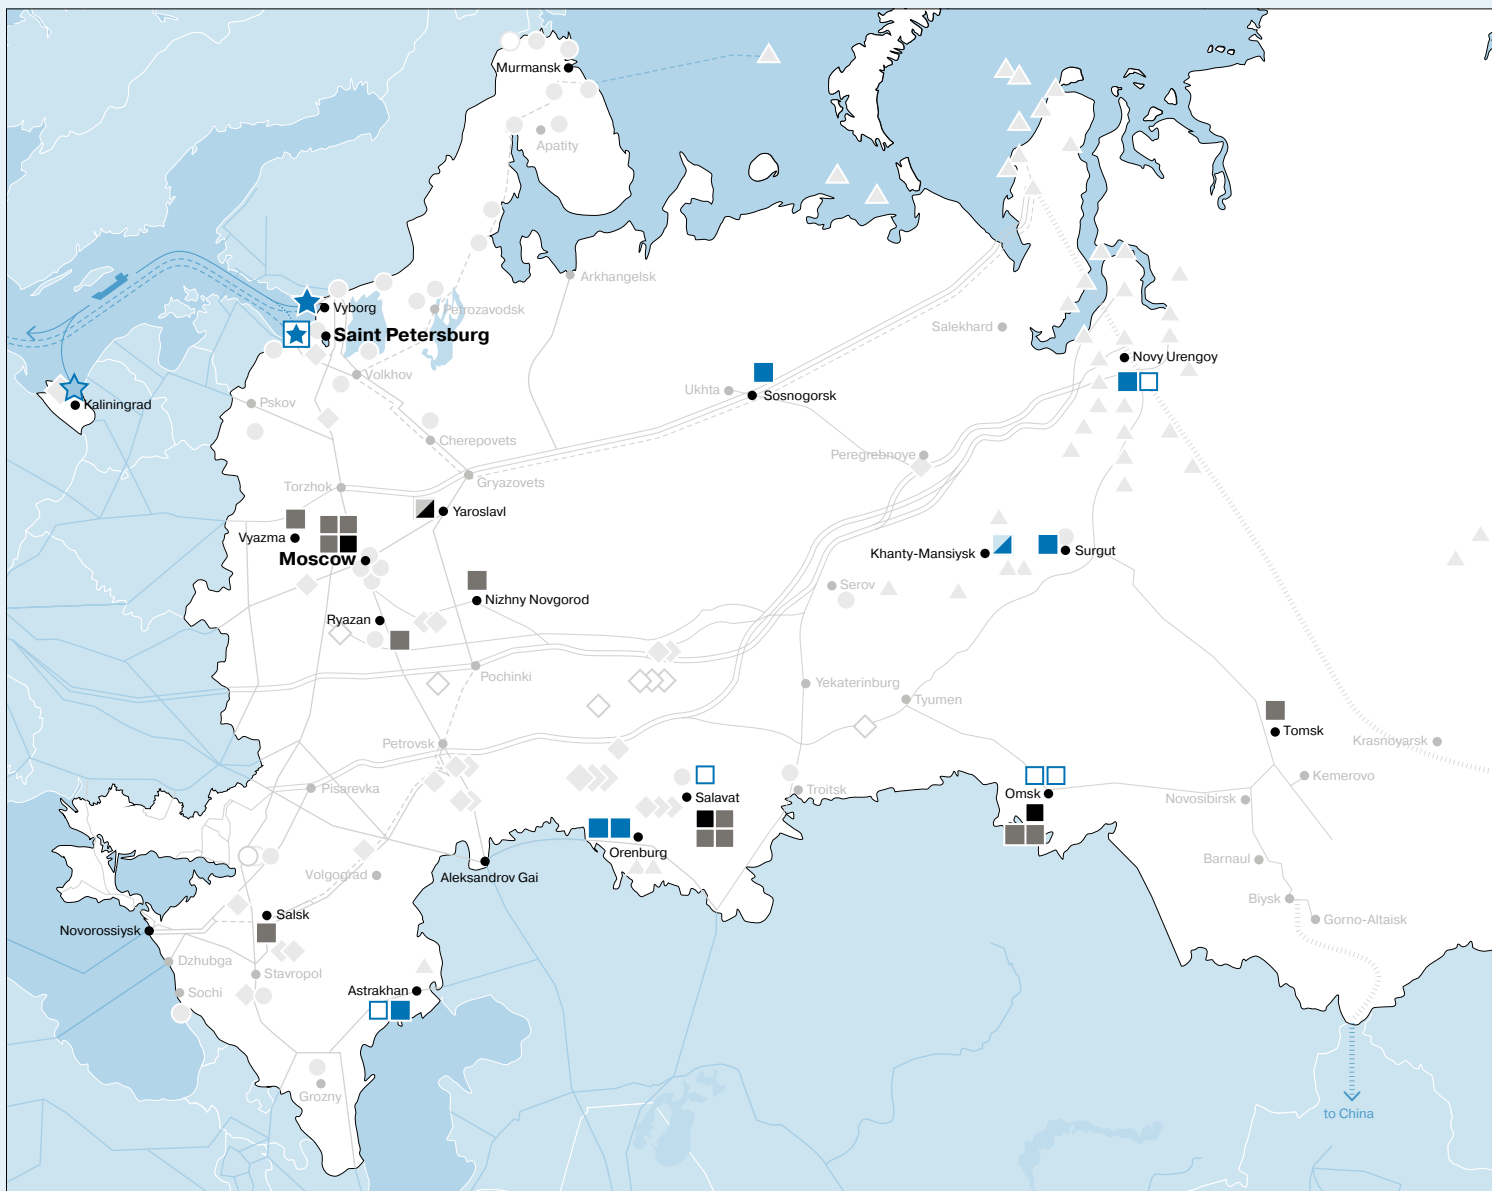 Murmansk
Apatity
Arkhangelsk
Vyborg
Petrozavodsk
Saint Petersburg
Salekhard
Novy Urengoy
Volkhov
Ukhta
Sosnogorsk
Kaliningrad
Pskov
Cherepovets
Peregrebnoye
Gryazovets
Torzhok
Yaroslavl
Vyazma
Moscow
Khanty-Mansiysk
Surgut
Serov
Nizhny Novgorod
Ryazan
Pochinki
Yekaterinburg
Tyumen
Petrovsk
Tomsk
Krasnoyarsk
Kemerovo
Pisarevka
Salavat
Troitsk
Omsk
Novosibirsk
Orenburg
Barnaul
Volgograd
Aleksandrov Gai
Biysk
Gorno-Altaisk
Salsk
Novorossiysk
Dzhubga
Stavropol
Sochi
Astrakhan
Grozny
to China